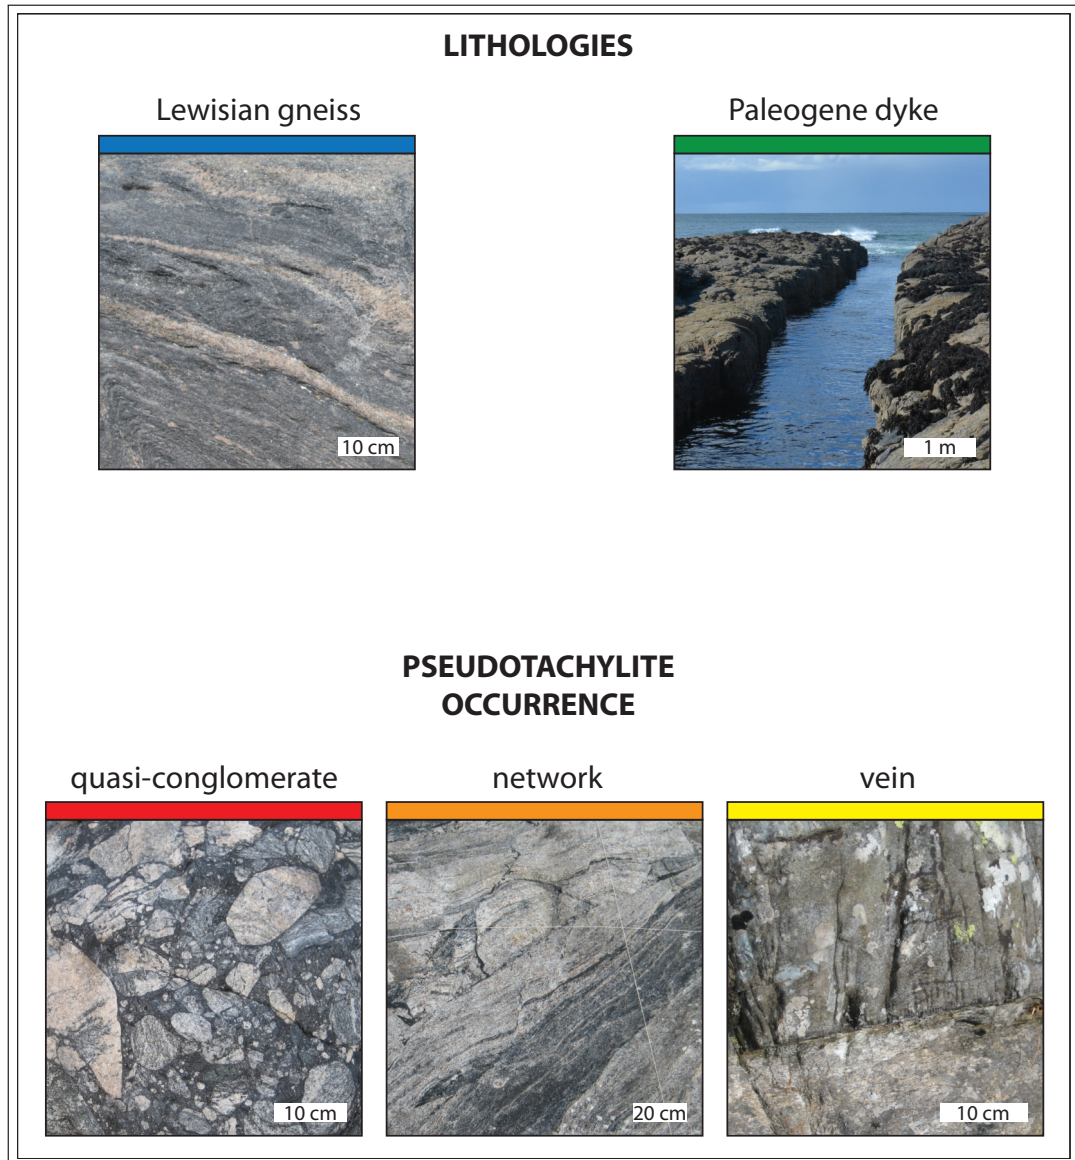 LITHOLOGIES
Lewisian gneiss
Paleogene dyke
10 cm
1 m
PSEUDOTACHYLITE
OCCURRENCE
quasi-conglomerate
network
vein
10 cm
20 cm
10 cm